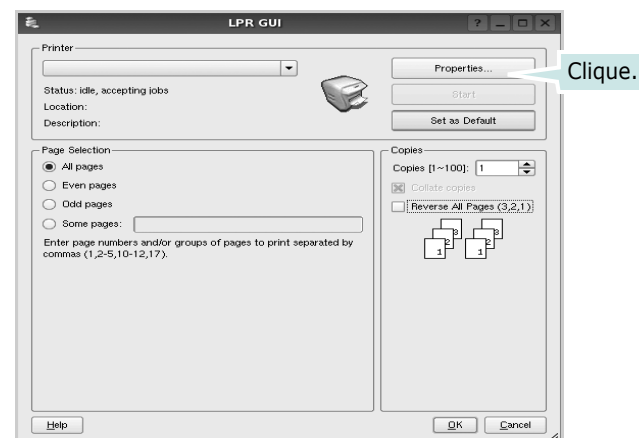 LPR GUI
Printer
Properties...
Clique.
Status: idle, accepting jobs
Start
Location:
Description:
Set as Default
Page Selection
All pages
Even pages
Odd pages
Some pages:
Enter page numbers and/or groups of pages to print separated by
commas (1,2-5,10-12,17).
Copies
Copies [1~100]: 1
Collate copies
Reverse All Pages (3,2,1)
3 3
2 2
1 1
Help
OK
Cancel